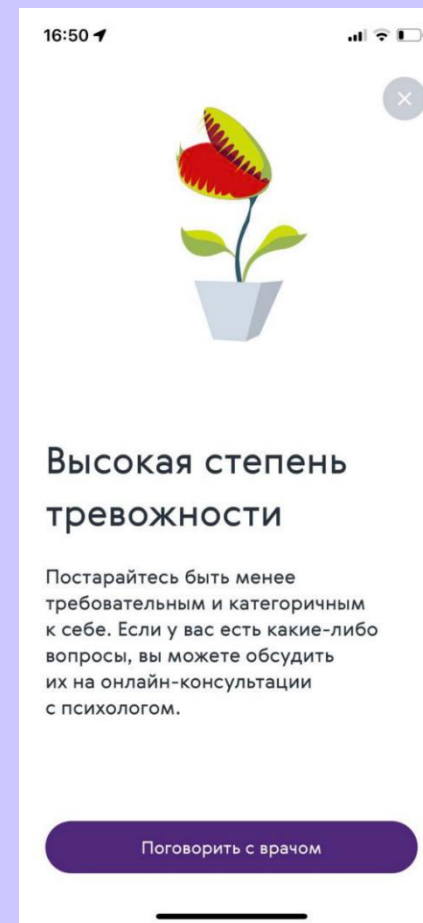 16:50
Высокая степень
тревожности
Постарайтесь быть менее
требовательным и категоричным
к себе. Если у вас есть какие-либо
вопросы, вы можете обсудить
их на онлайн-консультации
с психологом.
Поговорить с врачом